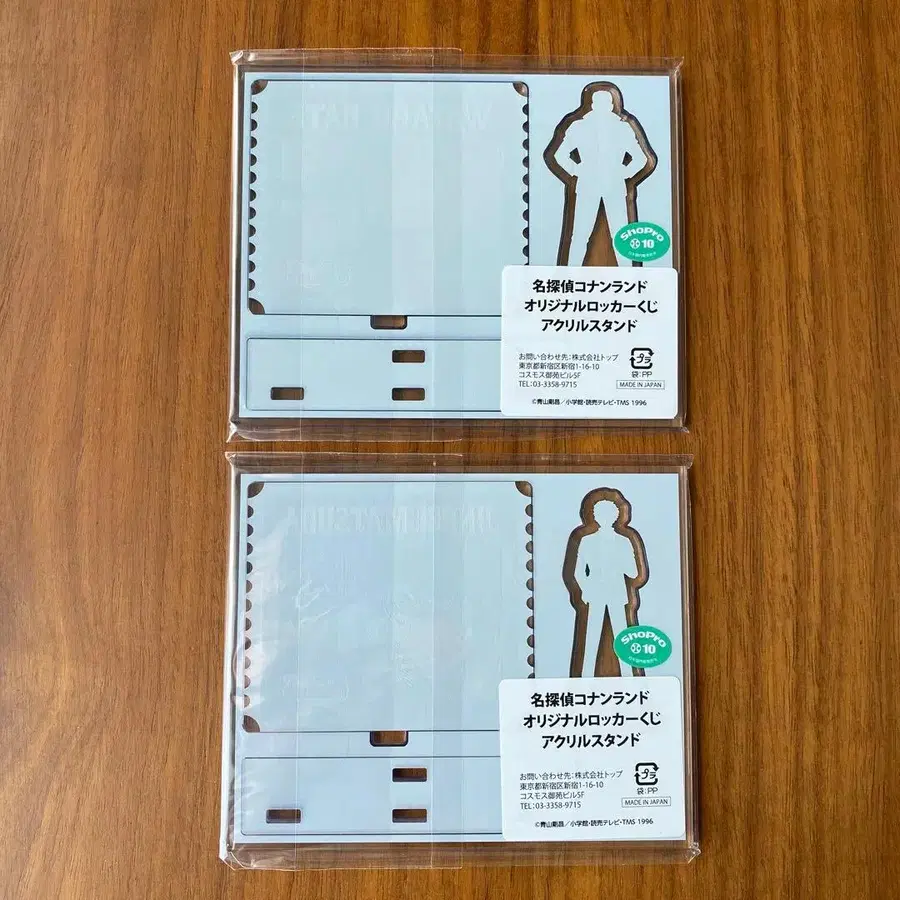 ShoPro
10
名探偵コナンランド
オリジナルロッカーくじ
アクリルスタンド
お問い合わせ先：株式会社トップ
東京都新宿区新宿1-16-10
コスモス御苑ビル5F
TEL：03-3358-9715
プラ
袋：PP
MADE IN JAPAN
©青山剛昌／小学館・読売テレビ・TMS 1996
ShoPro
10
名探偵コナンランド
オリジナルロッカーくじ
アクリルスタンド
お問い合わせ先：株式会社トップ
東京都新宿区新宿1-16-10
コスモス御苑ビル5F
TEL：03-3358-9715
プラ
袋：PP
MADE IN JAPAN
©青山剛昌／小学館・読売テレビ・TMS 1996